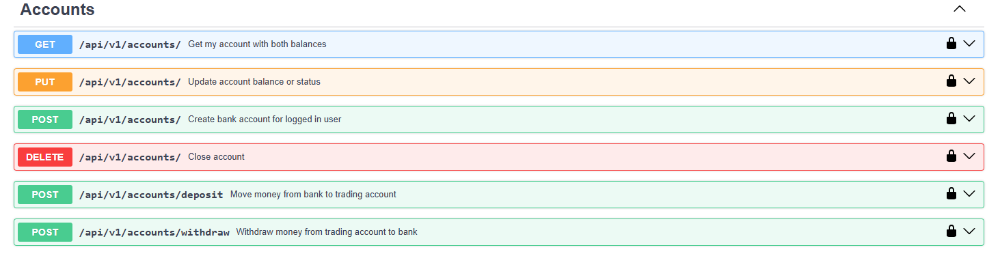 Accounts
GET /api/v1/accounts/ Get my account with both balances
PUT /api/v1/accounts/ Update account balance or status
POST /api/v1/accounts/ Create bank account for logged in user
DELETE /api/v1/accounts/ Close account
POST /api/v1/accounts/deposit Move money from bank to trading account
POST /api/v1/accounts/withdraw Withdraw money from trading account to bank